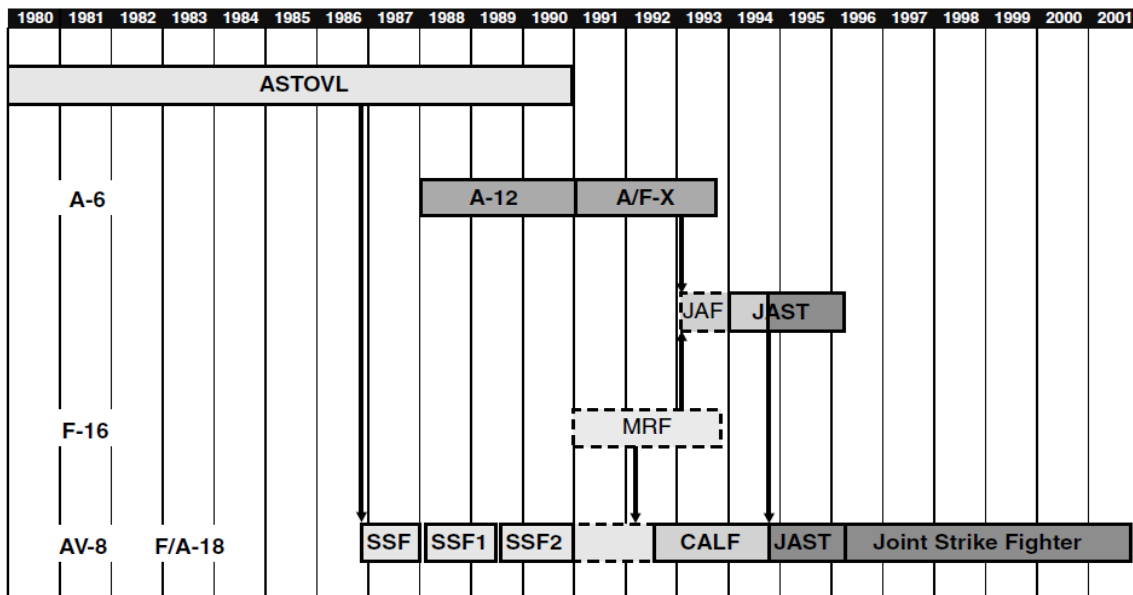 1980 1981 1982 1983 1984 1985 1986 1987 1988 1989 1990 1991 1992 1993 1994 1995 1996 1997 1998 1999 2000 2001
ASTOVL
A-6 A-12 A/F-X
JAF JAST
F-16 MRF
AV-8 F/A-18 SSF SSF1 SSF2 CALF JAST Joint Strike Fighter